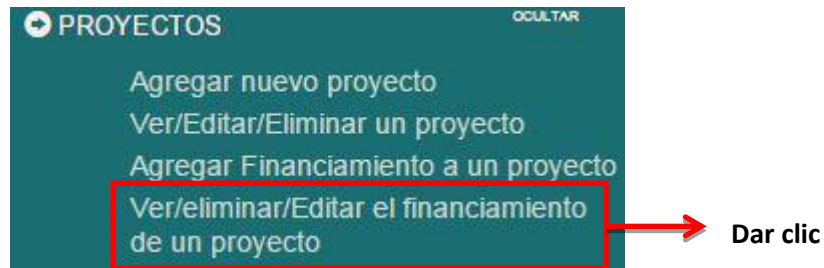 PROYECTOS
OCULTAR
Agregar nuevo proyecto
Ver/Editar/Eliminar un proyecto
Agregar Financiamiento a un proyecto
Ver/eliminar/Editar el financiamiento
de un proyecto
Dar clic